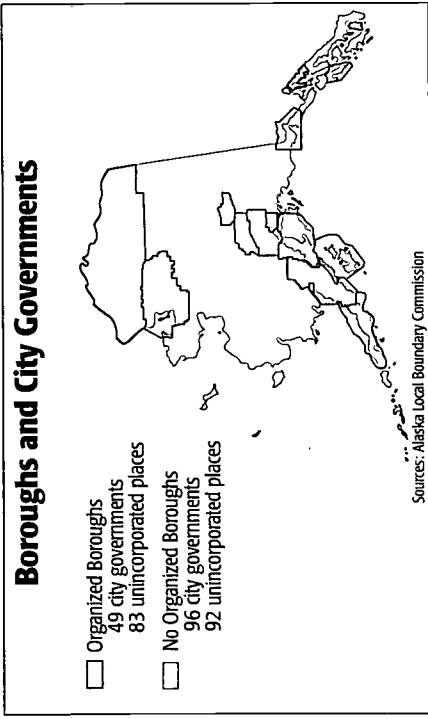 Boroughs and City Governments
Organized Boroughs
49 city governments
83 unincorporated places
No Organized Boroughs
96 city governments
92 unincorporated places
Sources: Alaska Local Boundary Commission